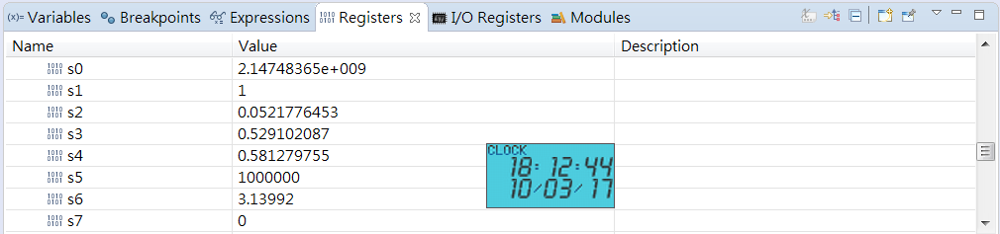 (x)= Variables Breakpoints Expressions Registers I/O Registers Modules
Name Value Description
s0 2.14748365e+009
s1 1
s2 0.0521776453
s3 0.529102087
s4 0.581279755
s5 1000000
s6 3.13992
s7 0
CLOCK
18:12:44
10/03/17